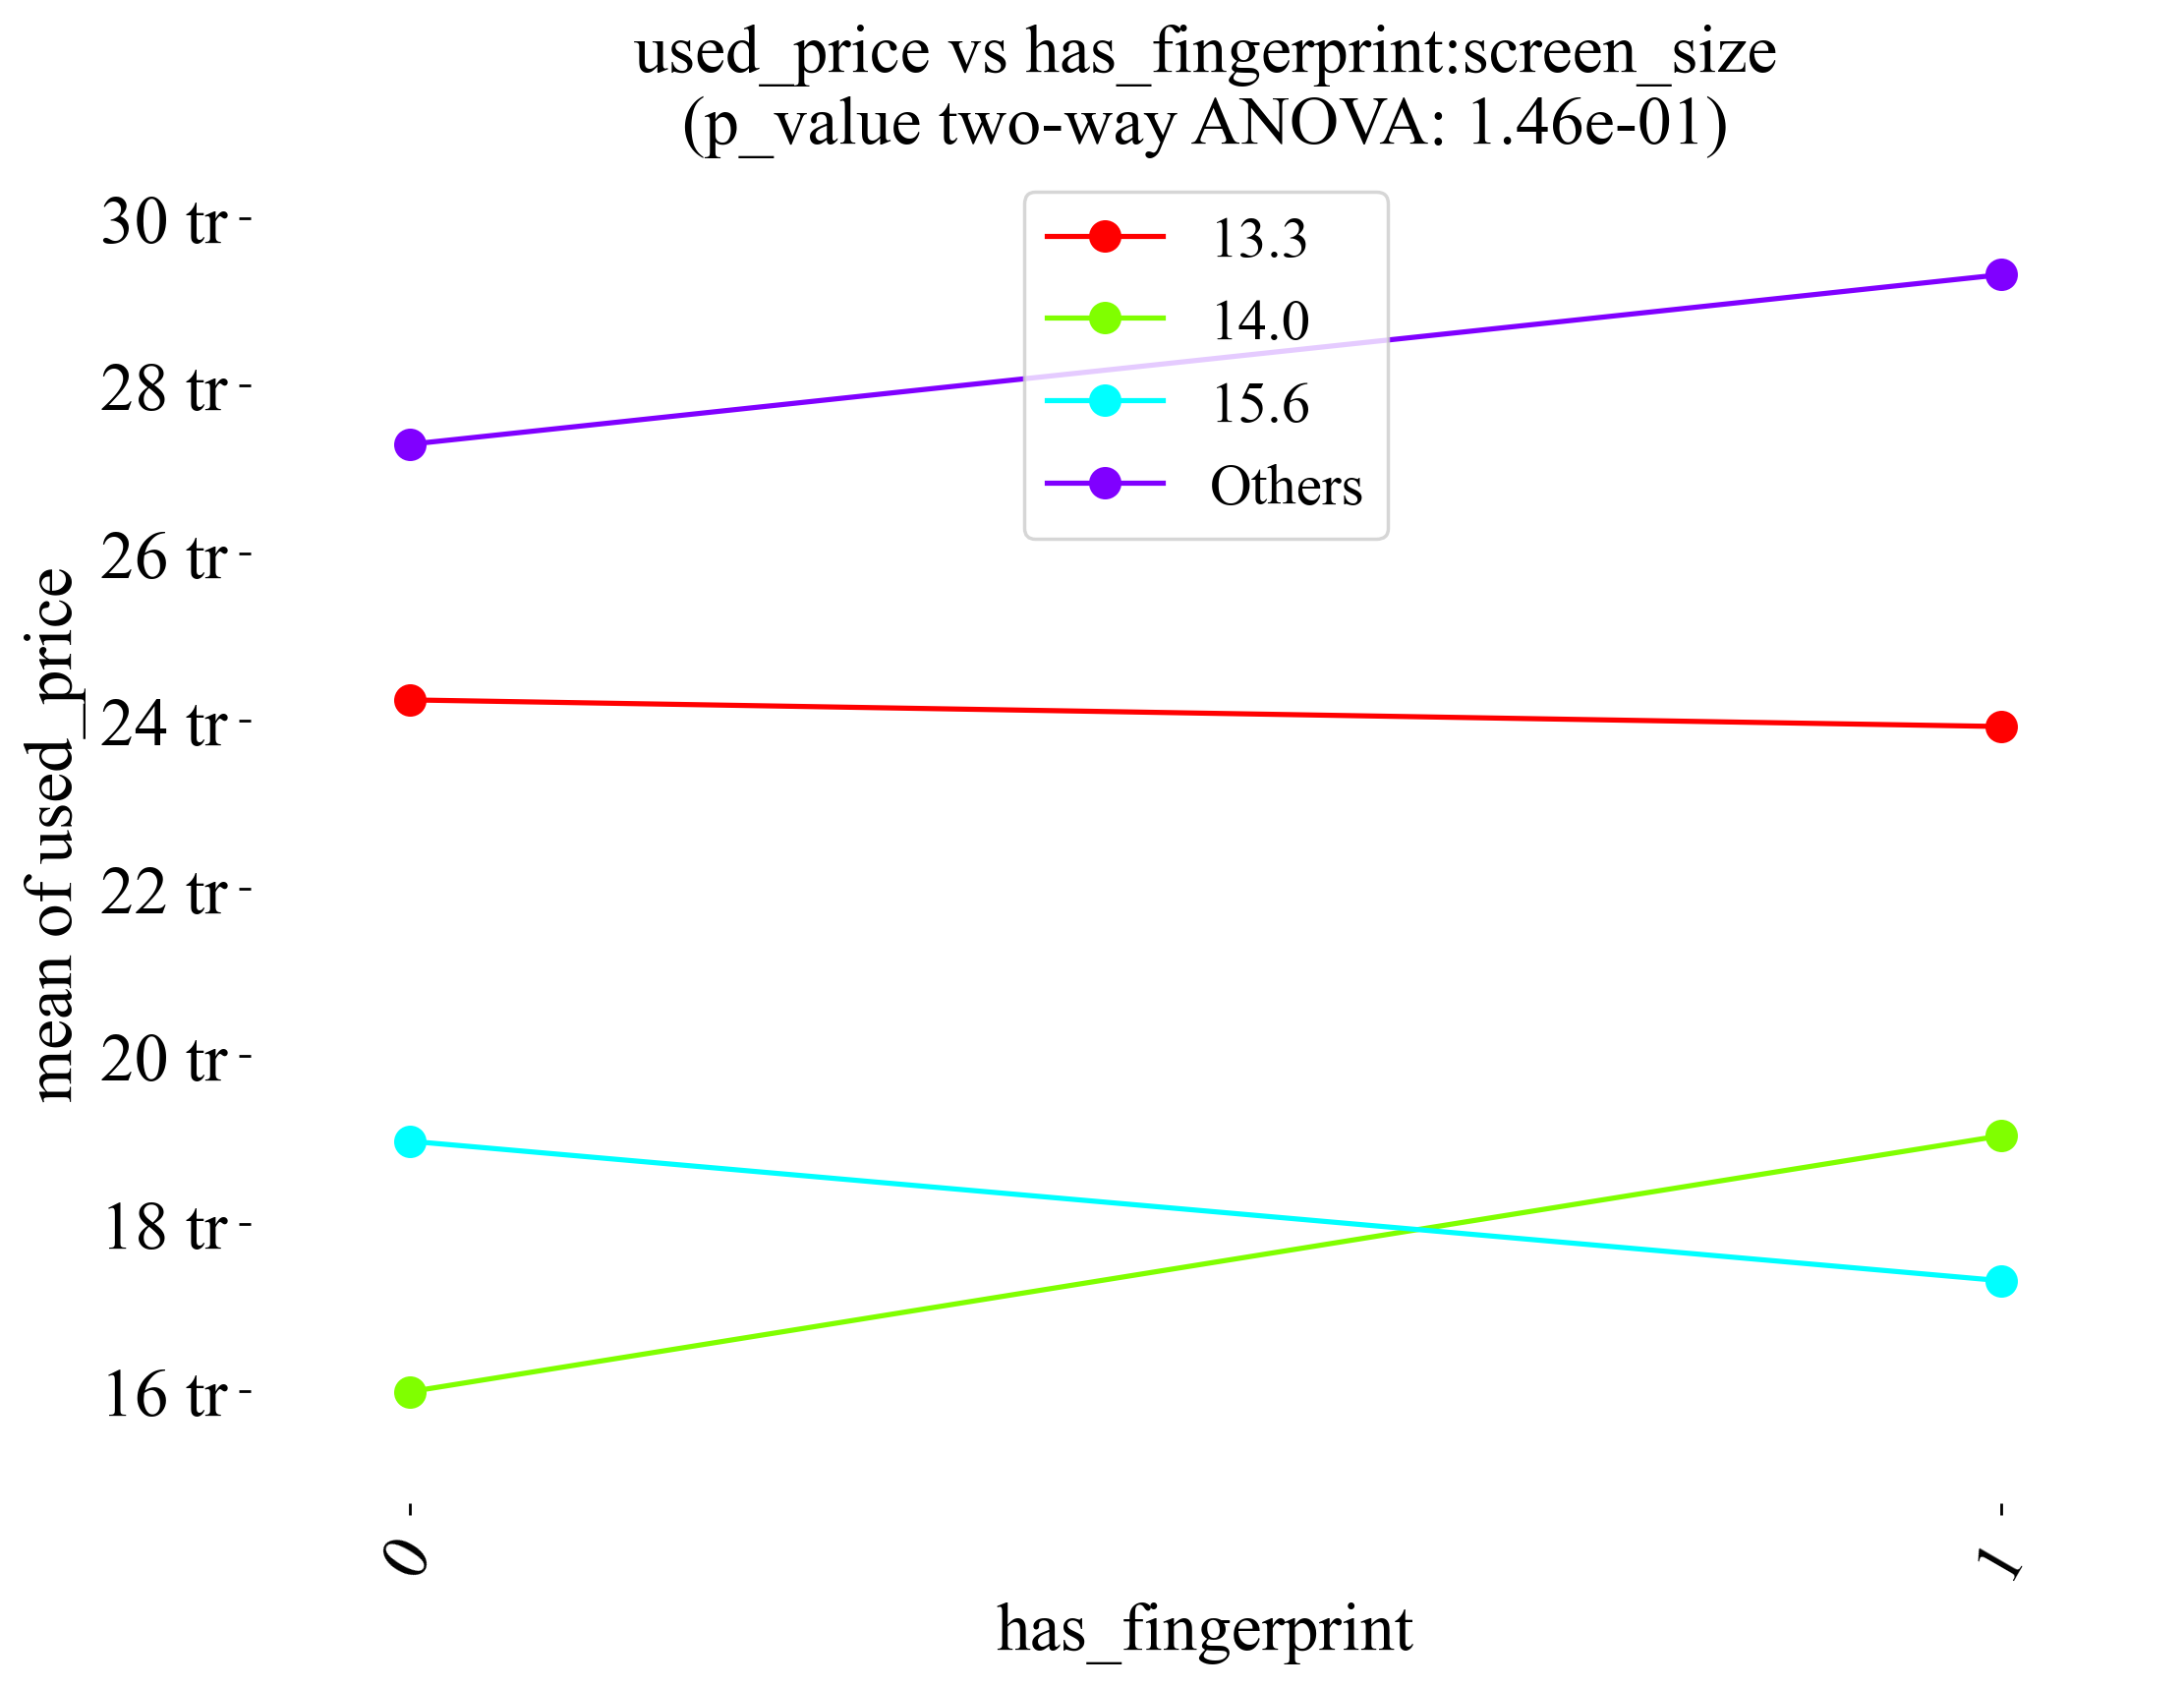 used_price vs has_fingerprint:screen_size
(p_value two-way ANOVA: 1.46e-01)
30 tr
28 tr
26 tr
24 tr
22 tr
20 tr
18 tr
16 tr
mean of used_price
13.3
14.0
15.6
Others
0
1
has_fingerprint